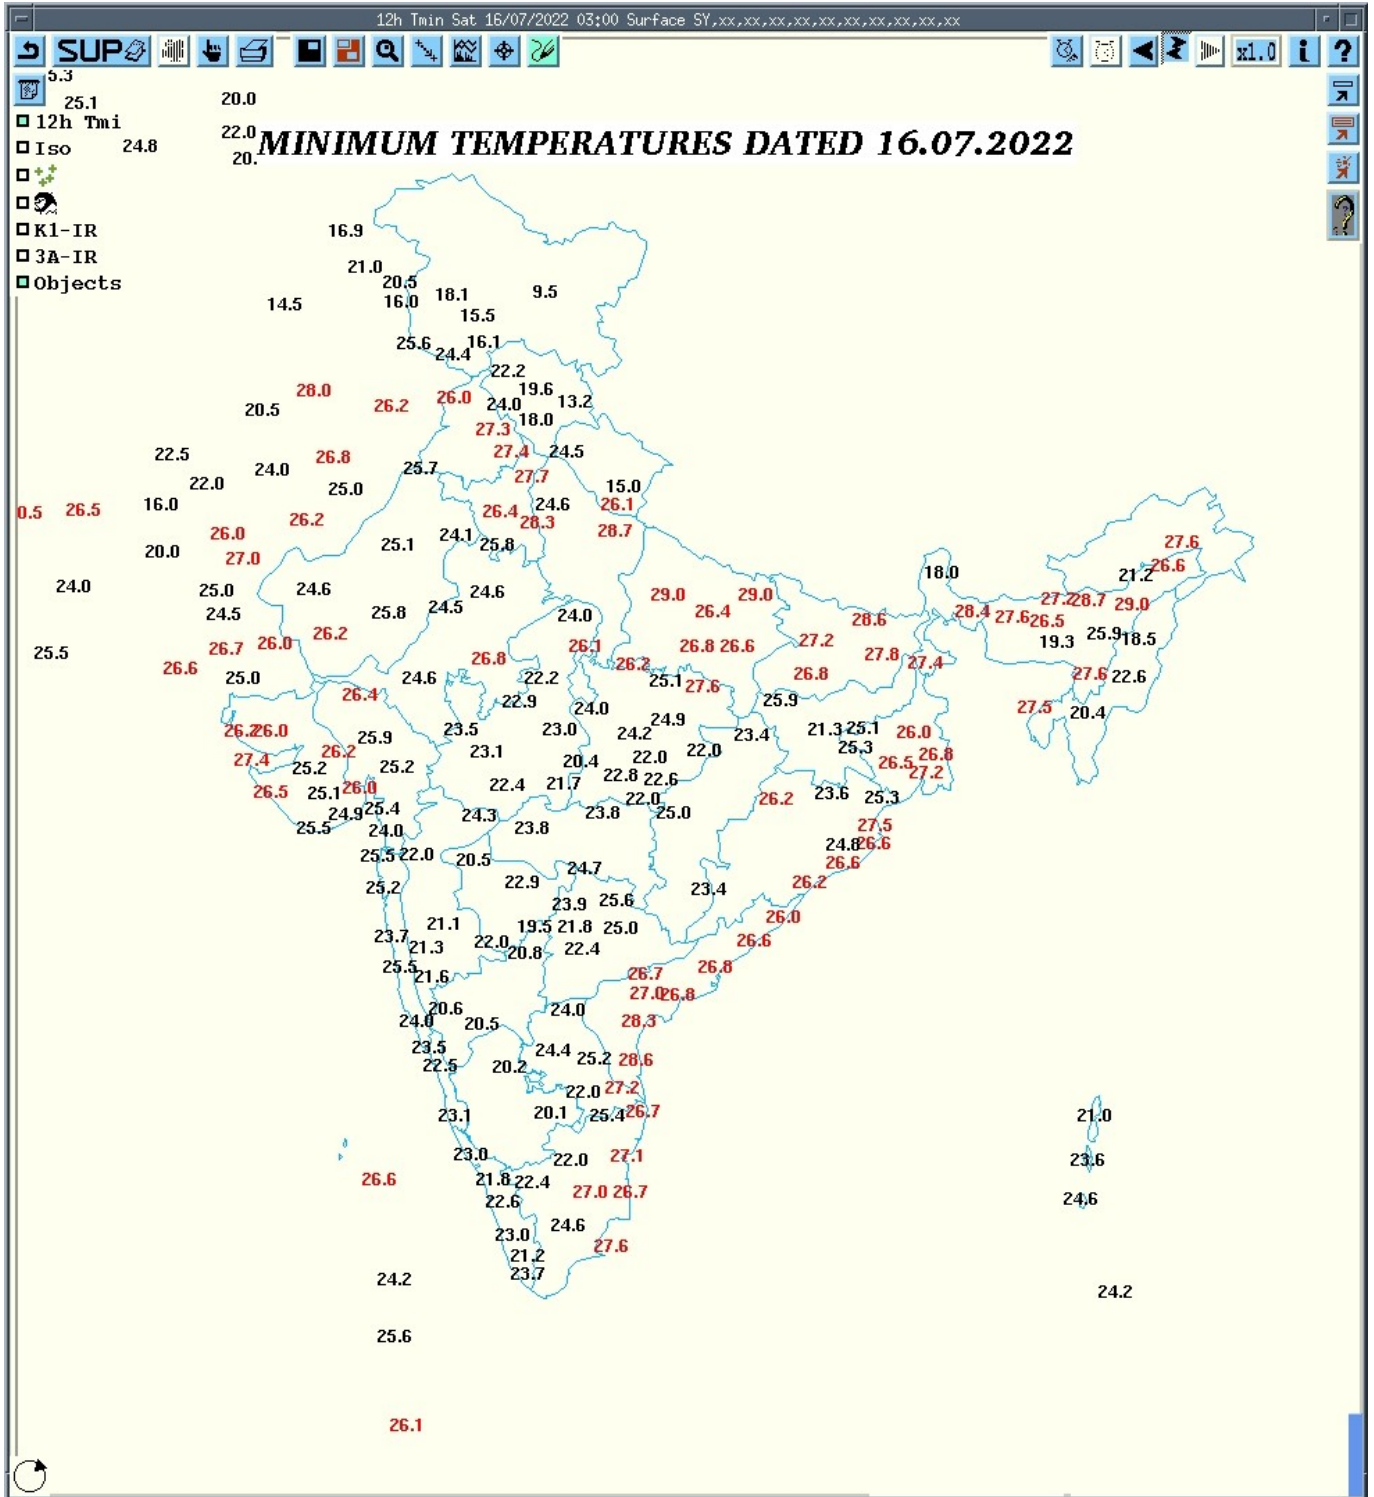 12h Tmin Sat 16/07/2022 03:00 Surface SY,xx,xx,xx,xx,xx,xx,xx,xx,xx,xx
SUP x1.0 i ?
5.3
25.1 20.0
12h Tmi 22.0
MINIMUM TEMPERATURES DATED 16.07.2022
Iso 24.8 20.
K1-IR 16.9
3A-IR
21.0
Objects 20.5
14.5 16.0 18.1 9.5
15.5
25.6 24.4 16.1
22.2
28.0 19.6
20.5 26.2 26.0 24.0 13.2
18.0
27.3
22.5 27.4 24.5
26.8
24.0 25.7 27.7
22.0 25.0 15.0
16.0 24.6 26.1
0.5 26.5 26.2 26.4 28.3
26.0 24.1 28.7
20.0 27.0 25.1 25.8 27.6
18.0 21.2 26.6
24.0 25.0 24.6 24.6 29.0 29.0
24.5 25.8 24.5 24.0 26.4 28.6 28.4 27.6 27.2 28.7 29.0
26.5
26.7 26.0 26.2 26.1 26.8 26.6 27.2 19.3 25.9 18.5
25.5 26.6 26.8 26.2 27.8 27.4
25.0 24.6 22.2 25.1 27.6 26.8 27.6 22.6
26.4 22.9 24.0 25.9 27.5 20.4
26.2 26.0 25.9 23.5 23.0 24.2 24.9 23.4 21.3 25.1 26.0
27.4 26.2 23.1 20.4 22.0 22.0 25.3 26.8
25.2 25.2 22.8 22.6 26.5 27.2
26.5 25.1 26.0 22.4 21.7 22.0 26.2 23.6 25.3
24.9 25.4 24.3 23.8 25.0
25.5 24.0 23.8 27.5
24.8 26.6
25.5 22.0 20.5 24.7 26.6
25.2 22.9 23.4 26.2
23.9 25.6
21.1 19.5 21.8 25.0 26.0
23.7 21.3 22.0 20.8 22.4 26.6
25.5 21.6 26.7 26.8
27.0 26.8
20.6 24.0
24.0 20.5 28.3
23.5 24.4
22.5 20.2 25.2 28.6
22.0 27.2
23.1 20.1 25.4 26.7 21.0
23.0 22.0 27.1 23.6
26.6 21.8 22.4
22.6 27.0 26.7 24.6
23.0 24.6
21.2 27.6
24.2 23.7
24.2
25.6
26.1